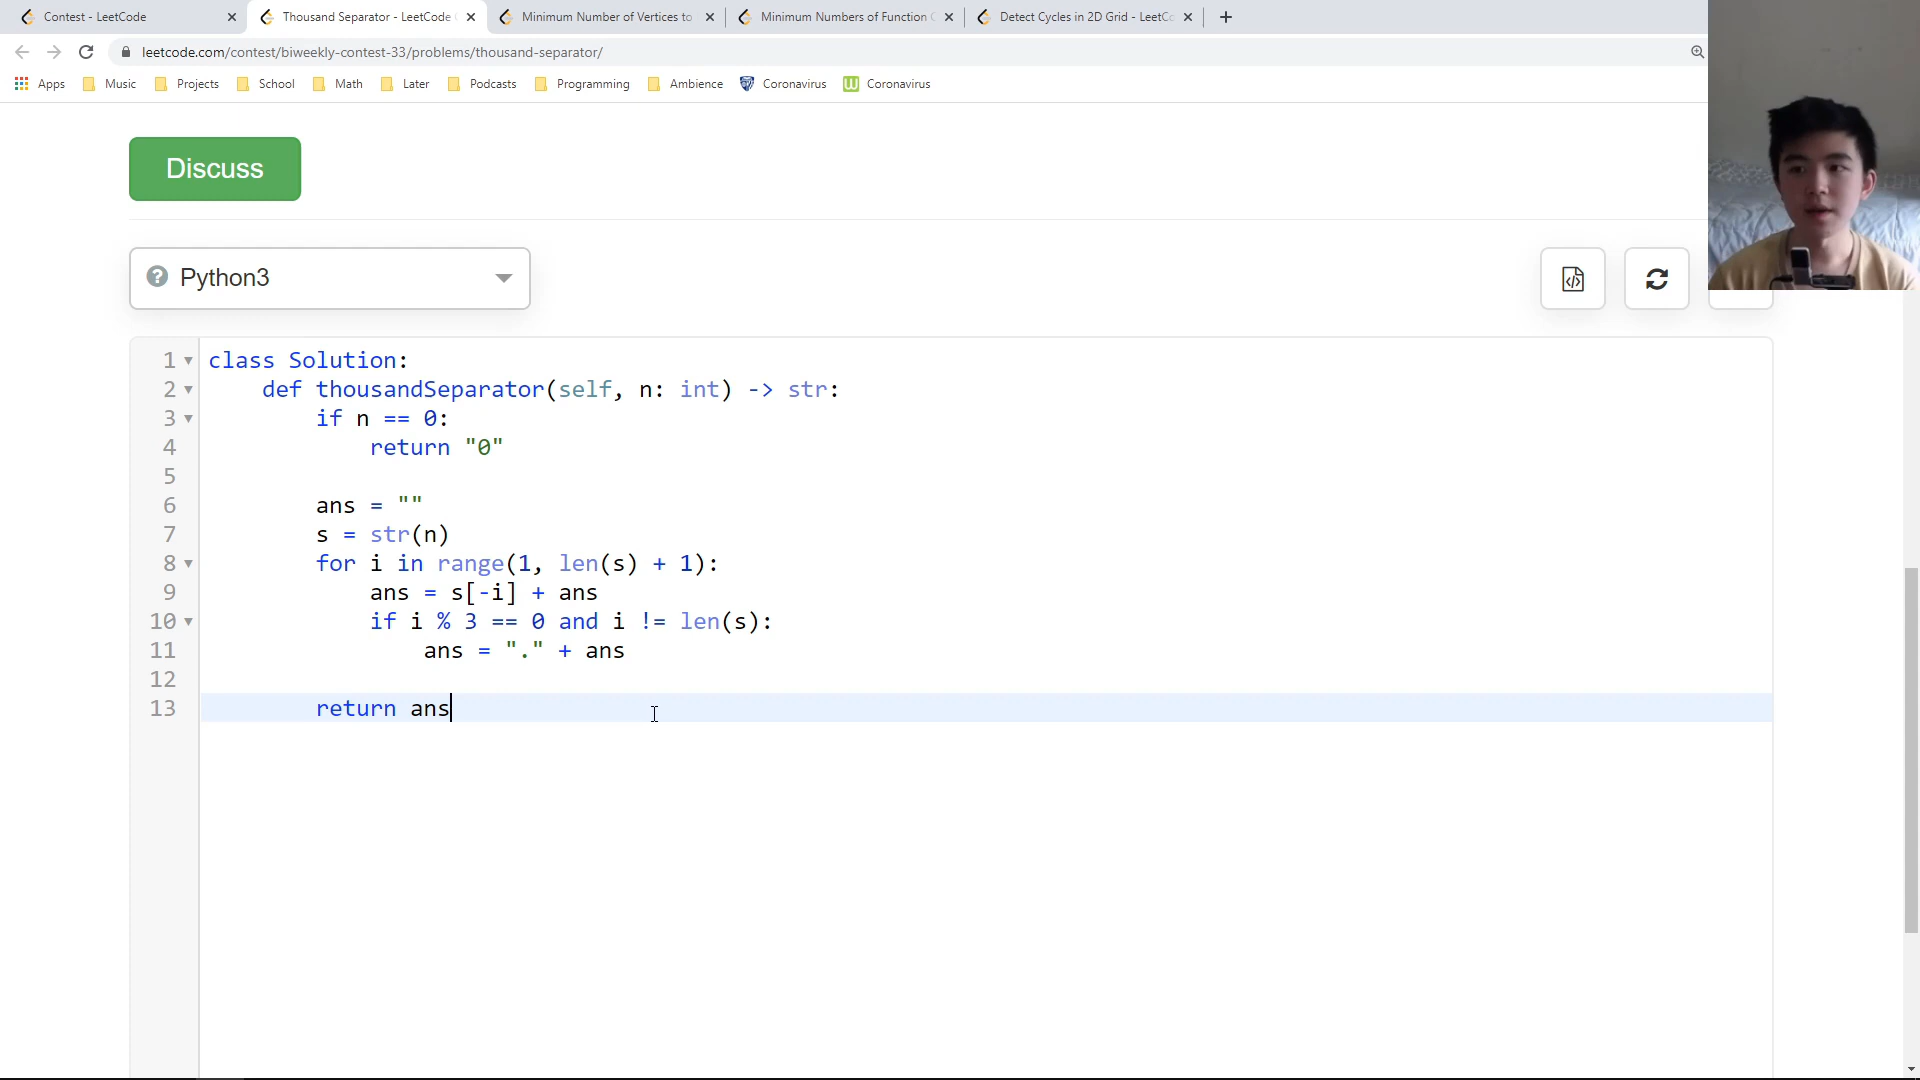 Contest - LeetCode
Thousand Separator - LeetCode
Minimum Number of Vertices to
Minimum Numbers of Function
Detect Cycles in 2D Grid - LeetC
leetcode.com/contest/biweekly-contest-33/problems/thousand-separator/
Apps Music Projects School Math Later Podcasts Programming Ambience Coronavirus Coronavirus
Discuss
Python3
1 class Solution:
2 def thousandSeparator(self, n: int) -> str:
3 if n == 0:
4 return "0"
5
6 ans = ""
7 s = str(n)
8 for i in range(1, len(s) + 1):
9 ans = s[-i] + ans
10 if i % 3 == 0 and i != len(s):
11 ans = "." + ans
12
13 return ans